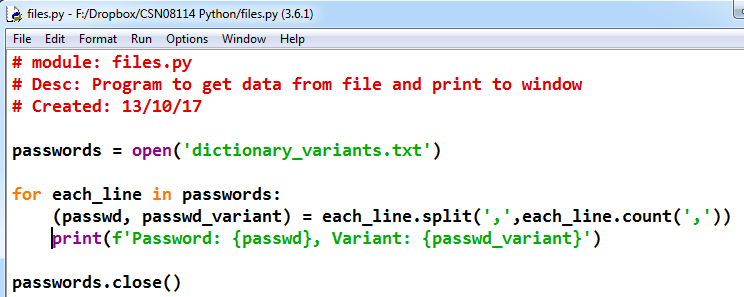 files.py - F:/Dropbox/CSN08114 Python/files.py (3.6.1)
File Edit Format Run Options Window Help
# module: files.py
# Desc: Program to get data from file and print to window
# Created: 13/10/17
passwords = open('dictionary_variants.txt')
for each_line in passwords:
    (passwd, passwd_variant) = each_line.split(',',each_line.count(','))
    print(f'Password: {passwd}, Variant: {passwd_variant}')
passwords.close()